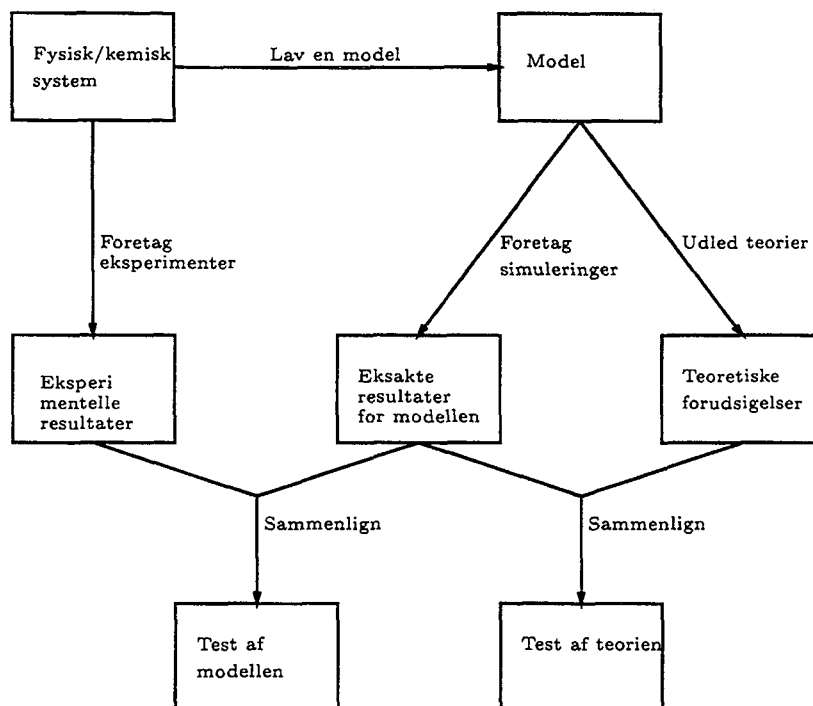 Fysisk/kemisk
system
Lav en model
Model
Foretag
eksperimenter
Foretag
simuleringer
Udled teorier
Eksperi
mentelle
resultater
Eksakte
resultater
for modellen
Teoretiske
forudsigelser
Sammenlign
Sammenlign
Test af
modellen
Test af teorien